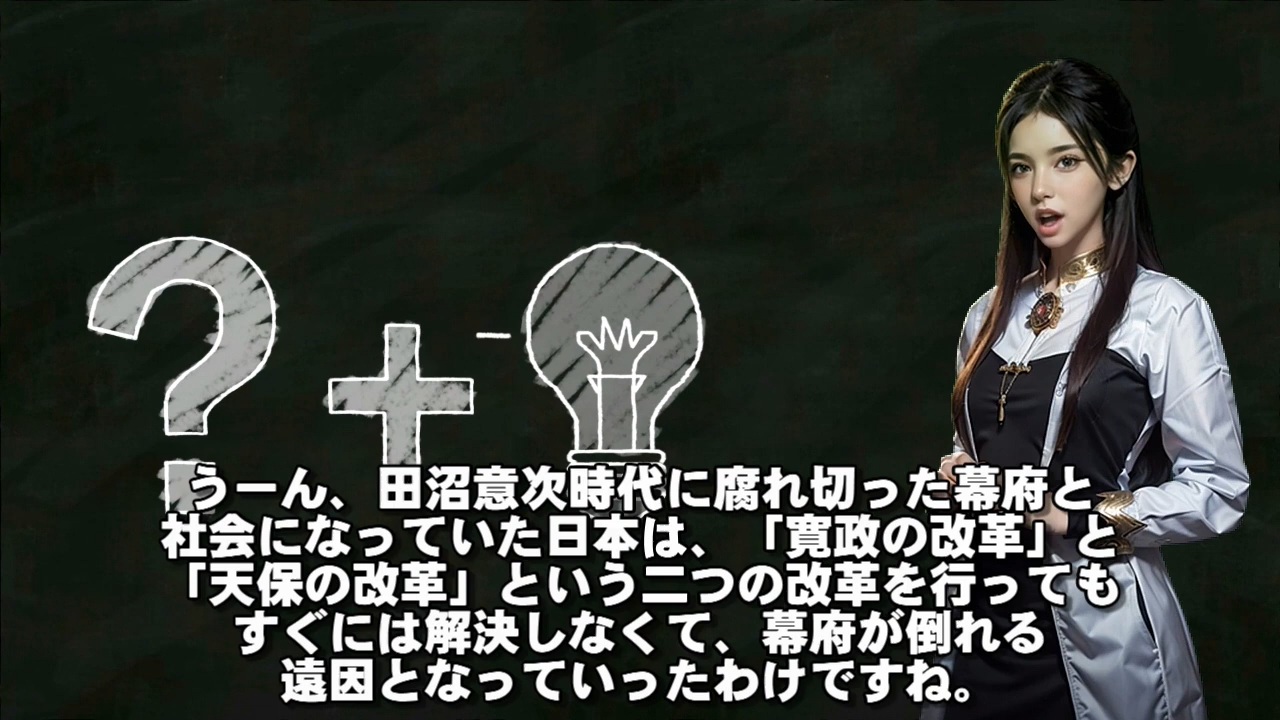 うーん、田沼意次時代に腐れ切った幕府と
社会になっていた日本は、「寛政の改革」と
「天保の改革」という二つの改革を行っても
すぐには解決しなくて、幕府が倒れる
遠因となっていったわけですね。